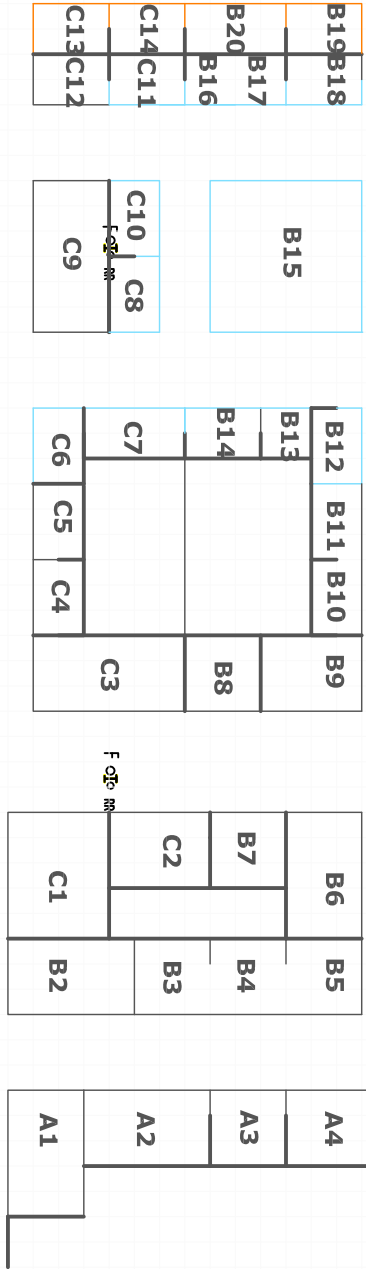 C13 C14 B20 B19
C12 C11 B16 B17 B18
C9 C10 B15
C8
C6 C7 B14 B13 B12
C5 B11
C4 B10
C3 B8 B9
C1 C2 B7 B6
B2 B3 B4 B5
A1 A2 A3 A4